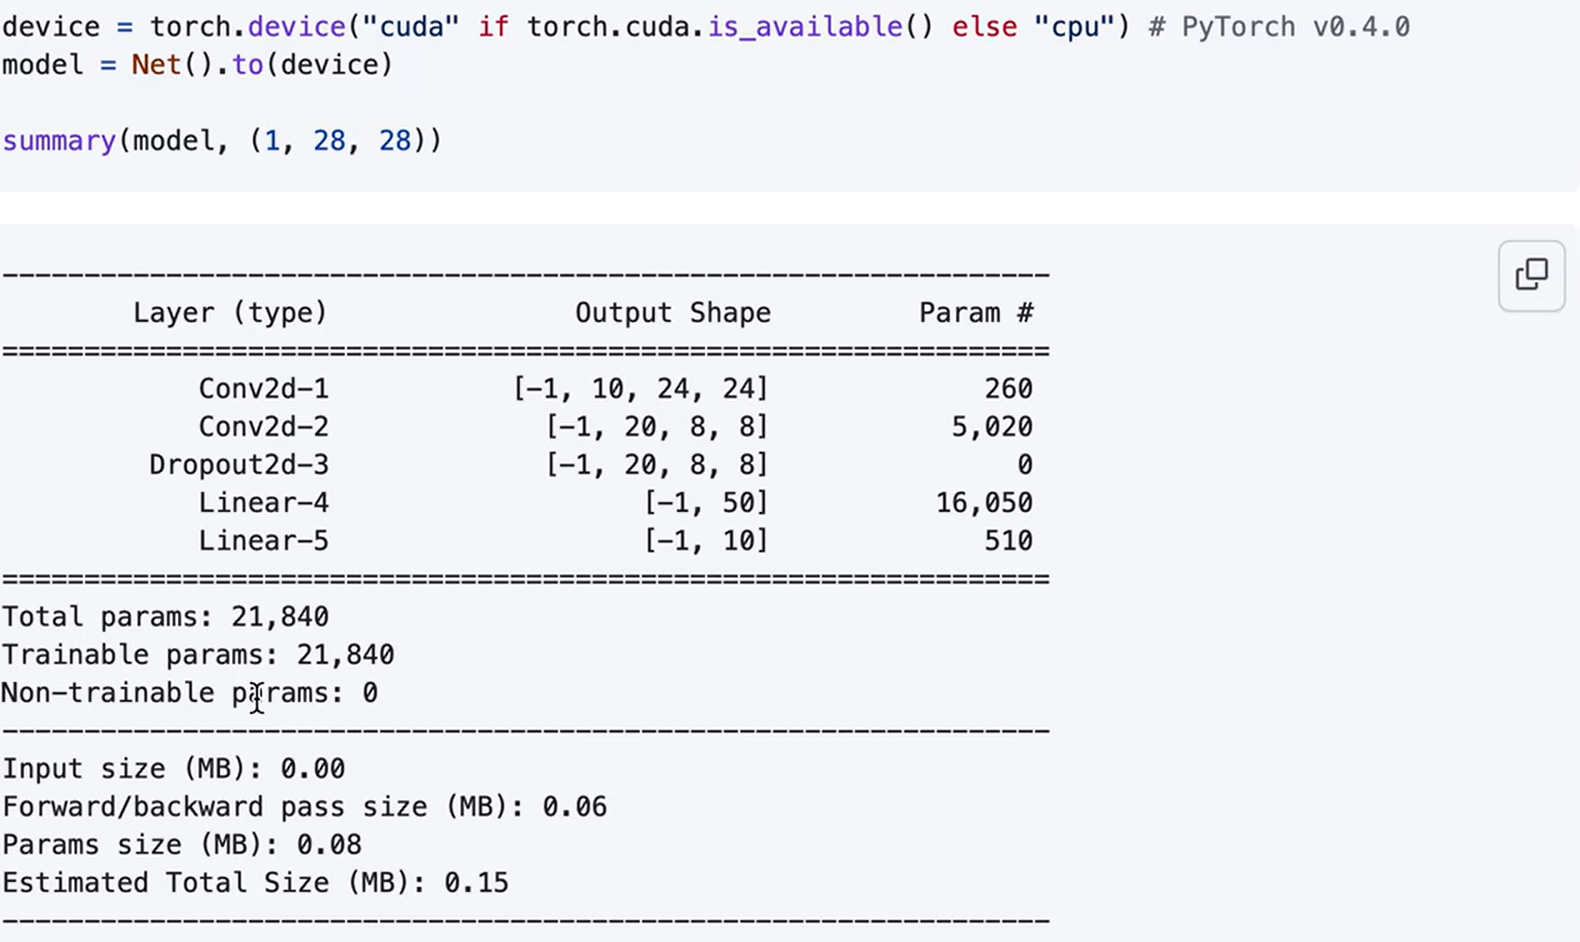 device = torch.device("cuda" if torch.cuda.is_available() else "cpu") # PyTorch v0.4.0
model = Net().to(device)
summary(model, (1, 28, 28))
----------------------------------------------------------------
Layer (type) Output Shape Param #
================================================================
Conv2d-1 [-1, 10, 24, 24] 260
Conv2d-2 [-1, 20, 8, 8] 5,020
Dropout2d-3 [-1, 20, 8, 8] 0
Linear-4 [-1, 50] 16,050
Linear-5 [-1, 10] 510
================================================================
Total params: 21,840
Trainable params: 21,840
Non-trainable params: 0
----------------------------------------------------------------
Input size (MB): 0.00
Forward/backward pass size (MB): 0.06
Params size (MB): 0.08
Estimated Total Size (MB): 0.15
----------------------------------------------------------------